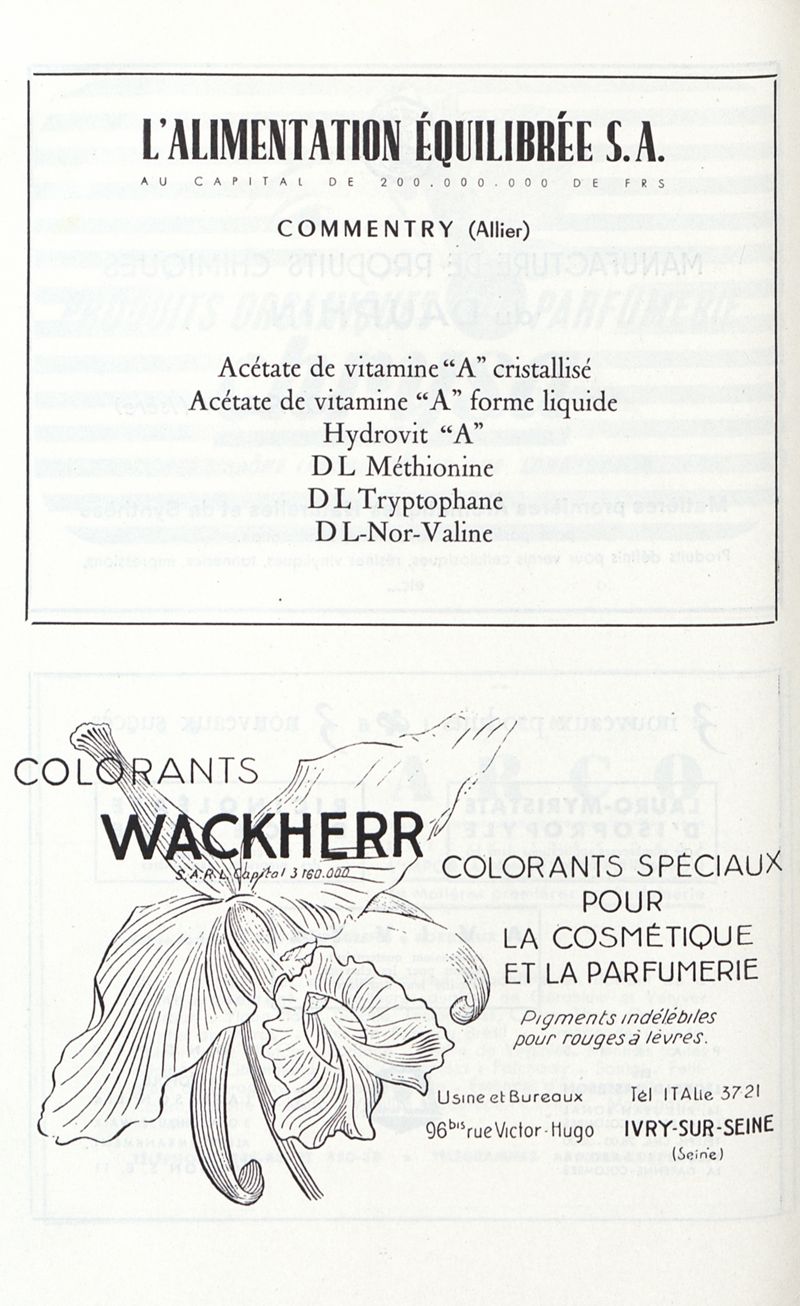 L'ALIMENTATION ÉQUILIBRÉE S.A.
AU CAPITAL DE 200.000.000 DE FRS
COMMENTRY (Allier)
Acétate de vitamine “A” cristallisé
Acétate de vitamine “A” forme liquide
Hydrovit “A”
DL Méthionine
DL Tryptophane
DL-Nor-Valine
COLORANTS
WACKHERR
S.A.R.L. Capital 3 160.000
COLORANTS SPÉCIAUX
POUR
LA COSMÉTIQUE
ET LA PARFUMERIE
Pigments indélébiles
pour rouges à lèvres.
Usine et Bureaux Tél ITALie 37 21
96bis rue Victor-Hugo IVRY-SUR-SEINE
(Seine)